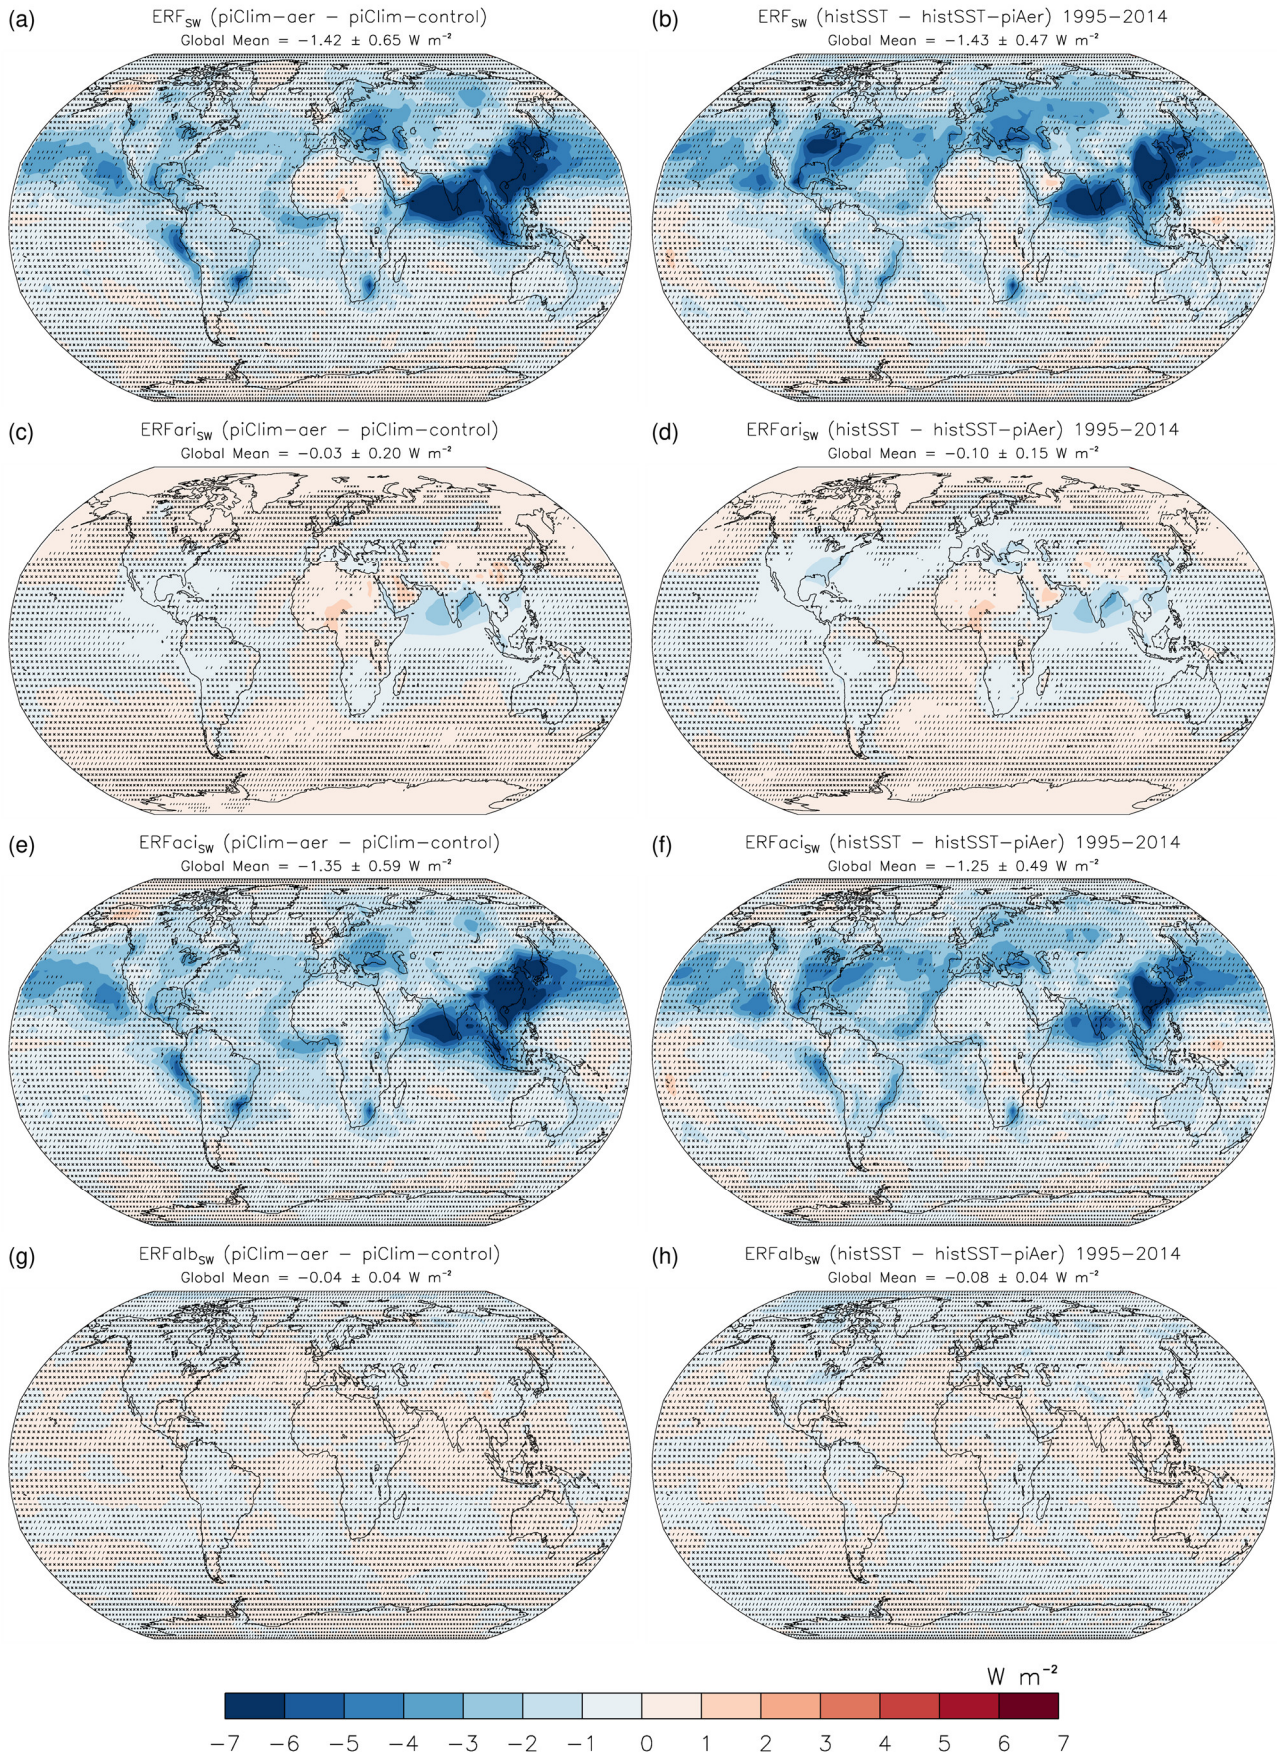 (a)
ERFSW (piClim−aer − piClim−control)
Global Mean = −1.42 ± 0.65 W m⁻²
(b)
ERFSW (histSST − histSST−piAer) 1995−2014
Global Mean = −1.43 ± 0.47 W m⁻²
(c)
ERFariSW (piClim−aer − piClim−control)
Global Mean = −0.03 ± 0.20 W m⁻²
(d)
ERFariSW (histSST − histSST−piAer) 1995−2014
Global Mean = −0.10 ± 0.15 W m⁻²
(e)
ERFaciSW (piClim−aer − piClim−control)
Global Mean = −1.35 ± 0.59 W m⁻²
(f)
ERFaciSW (histSST − histSST−piAer) 1995−2014
Global Mean = −1.25 ± 0.49 W m⁻²
(g)
ERFalbSW (piClim−aer − piClim−control)
Global Mean = −0.04 ± 0.04 W m⁻²
(h)
ERFalbSW (histSST − histSST−piAer) 1995−2014
Global Mean = −0.08 ± 0.04 W m⁻²
W m⁻²
−7 −6 −5 −4 −3 −2 −1 0 1 2 3 4 5 6 7